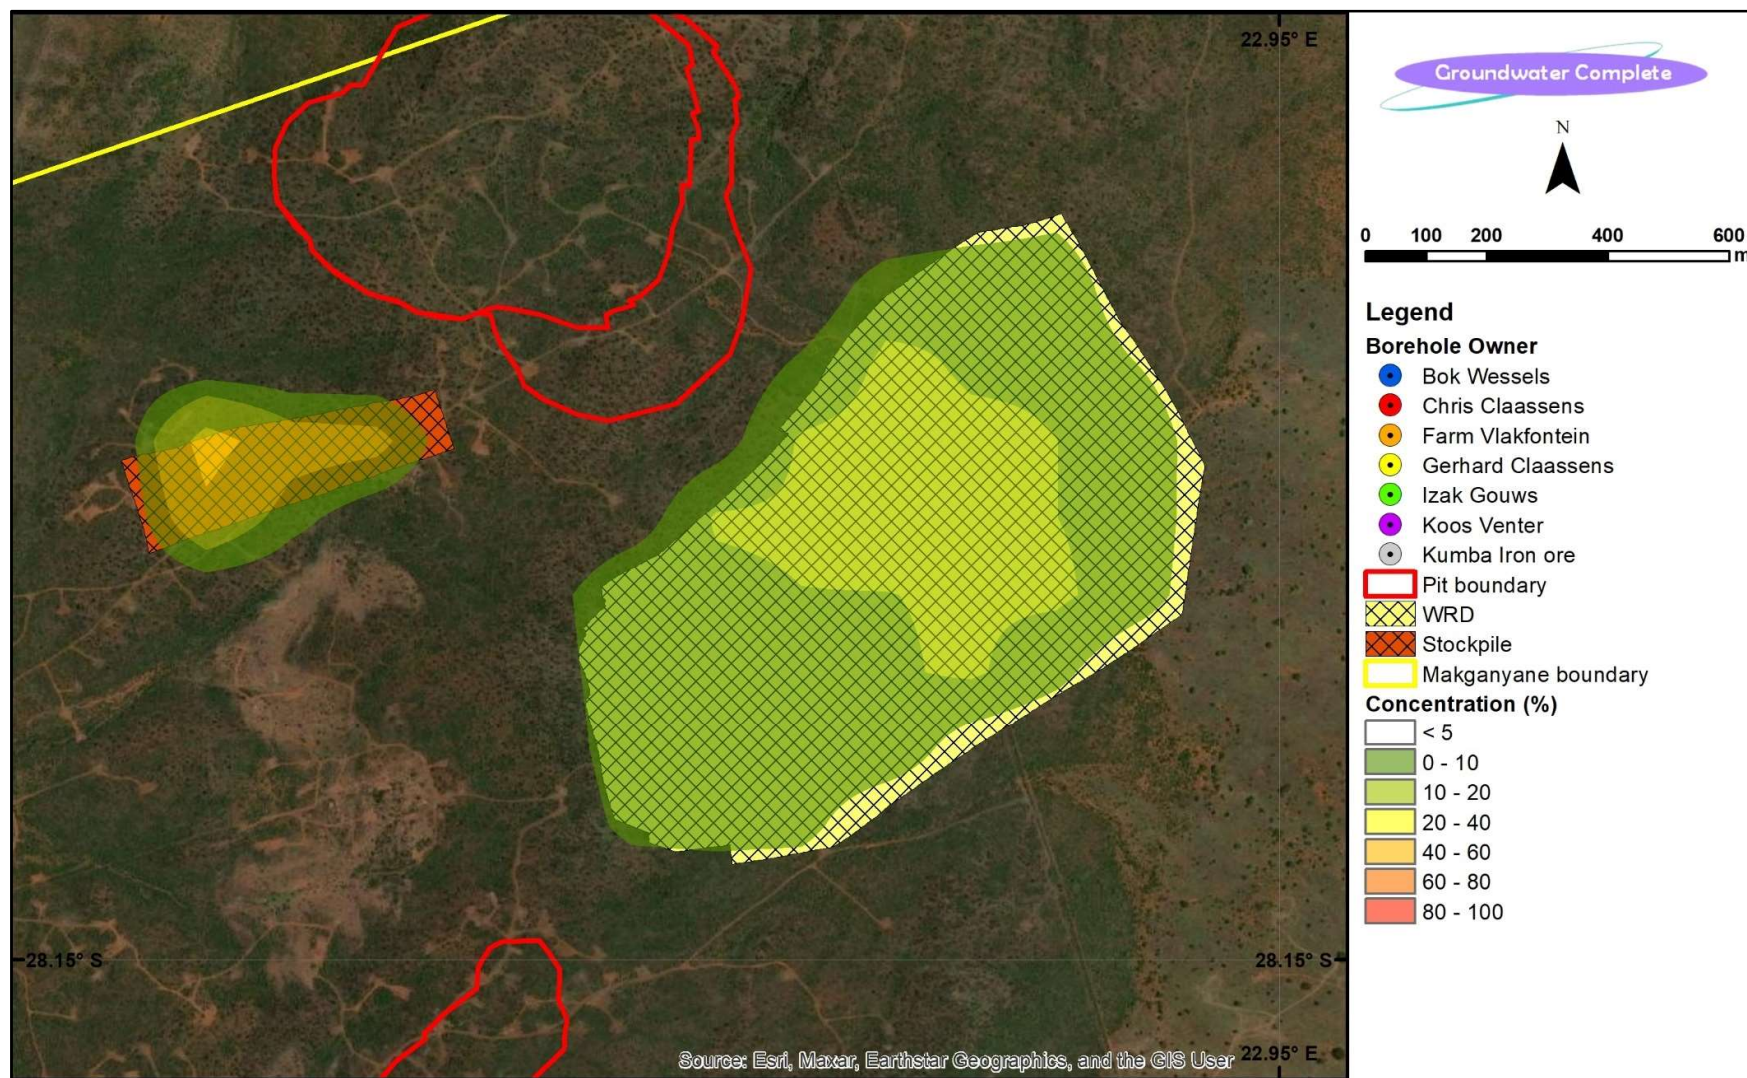 22.95° E
Groundwater Complete
N
0 100 200 400 600
m
Legend
Borehole Owner
Bok Wessels
Chris Claassens
Farm Vlakfontein
Gerhard Claassens
Izak Gouws
Koos Venter
Kumba Iron ore
Pit boundary
WRD
Stockpile
Makganyane boundary
Concentration (%)
< 5
0 - 10
10 - 20
20 - 40
40 - 60
60 - 80
80 - 100
28.15° S
28.15° S
Source: Esri, Maxar, Earthstar Geographics, and the GIS User
22.95° E